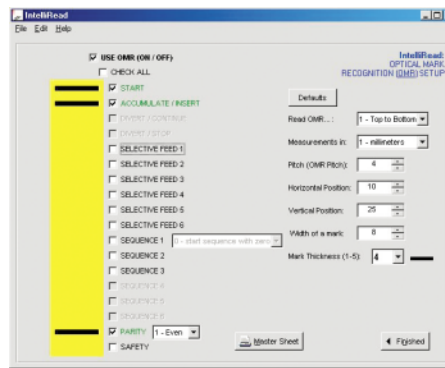 IntelliRead
File Edit Help
USE OMR (ON / OFF)
CHECK ALL
START
ACCUMULATE / INSERT
DIVERT / CONTINUE
DIVERT / STOP
SELECTIVE FEED 1
SELECTIVE FEED 2
SELECTIVE FEED 3
SELECTIVE FEED 4
SELECTIVE FEED 5
SELECTIVE FEED 6
SEQUENCE 1 0 - start sequence with zero
SEQUENCE 2
SEQUENCE 3
SEQUENCE 4
SEQUENCE 5
SEQUENCE 6
PARITY 1 - Even
SAFETY
IntelliRead:
OPTICAL MARK
RECOGNITION (OMR) SETUP
Defaults
Read OMR...: 1 - Top to Bottom
Measurements in: 1 - millimeters
Pitch (OMR Pitch): 4
Horizontal Position: 10
Vertical Position: 25
Width of a mark: 8
Mark Thickness (1-5): 4
Master Sheet
Finished